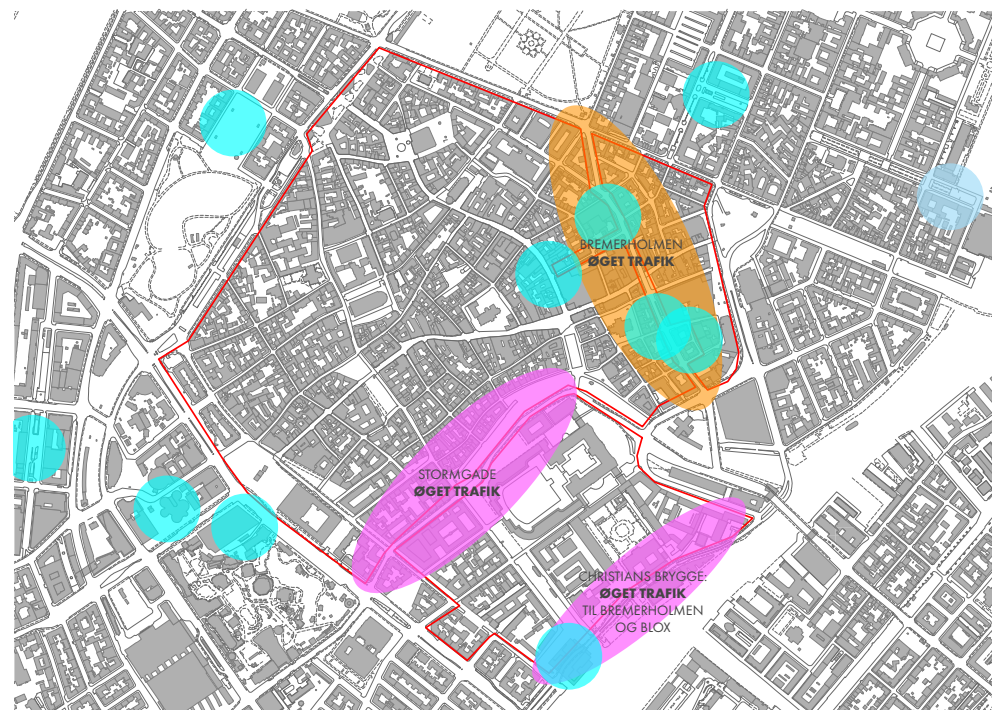 BREMERHOLMEN
ØGET TRAFIK
STORMGADE
ØGET TRAFIK
CHRISTIANS BRYGGE:
ØGET TRAFIK
TIL BREMERHOLMEN
OG BLOX